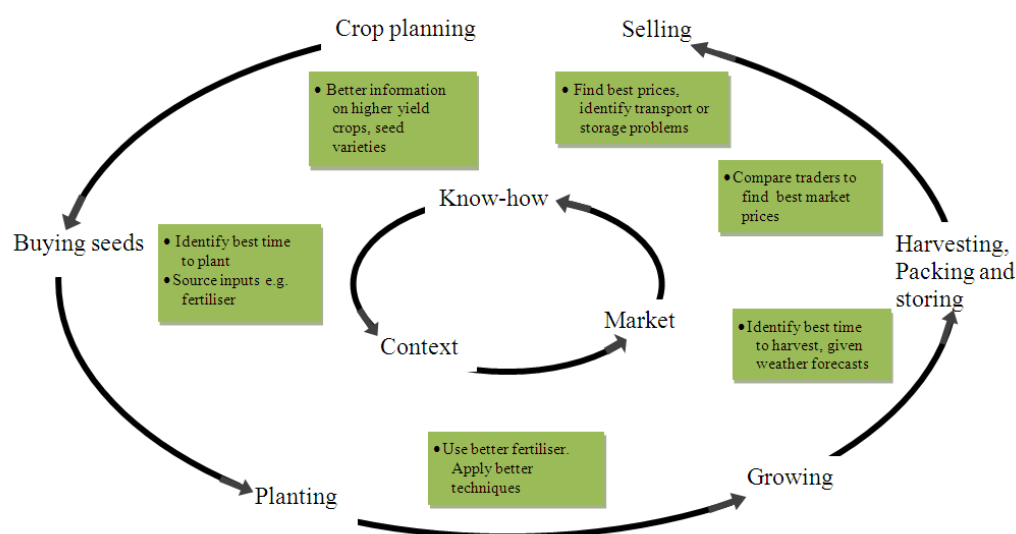 Crop planning
Selling
• Better information
on higher yield
crops, seed
varieties
• Find best prices,
identify transport or
storage problems
• Compare traders to
find best market
prices
Know-how
Buying seeds
• Identify best time
to plant
• Source inputs e.g.
fertiliser
Harvesting,
Packing and
storing
Context
Market
• Identify best time
to harvest, given
weather forecasts
• Use better fertiliser.
Apply better
techniques
Planting
Growing